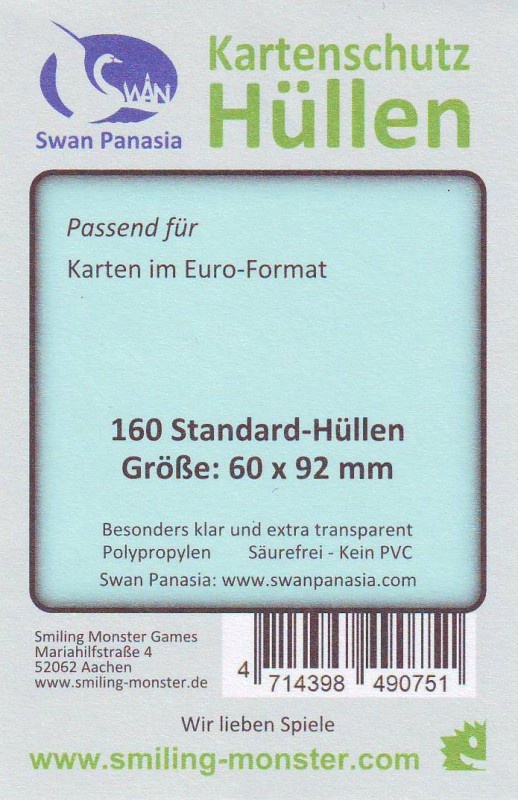 SWAN
Swan Panasia
Kartenschutz
Hüllen
Passend für
Karten im Euro-Format
160 Standard-Hüllen
Größe: 60 x 92 mm
Besonders klar und extra transparent
Polypropylen Säurefrei - Kein PVC
Swan Panasia: www.swanpanasia.com
Smiling Monster Games
Mariahilfstraße 4
52062 Aachen
www.smiling-monster.de
4 714398 490751
Wir lieben Spiele
www.smiling-monster.com